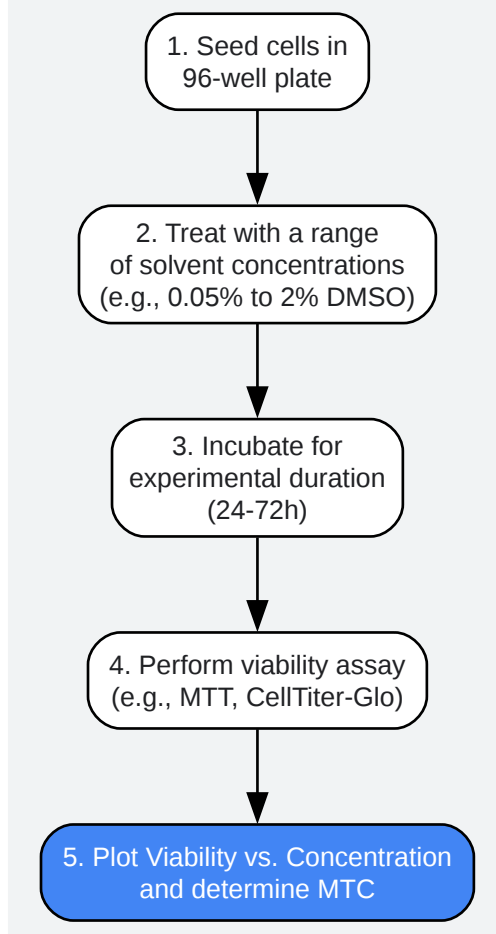 1. Seed cells in
96-well plate
2. Treat with a range
of solvent concentrations
(e.g., 0.05% to 2% DMSO)
3. Incubate for
experimental duration
(24-72h)
4. Perform viability assay
(e.g., MTT, CellTiter-Glo)
5. Plot Viability vs. Concentration
and determine MTC